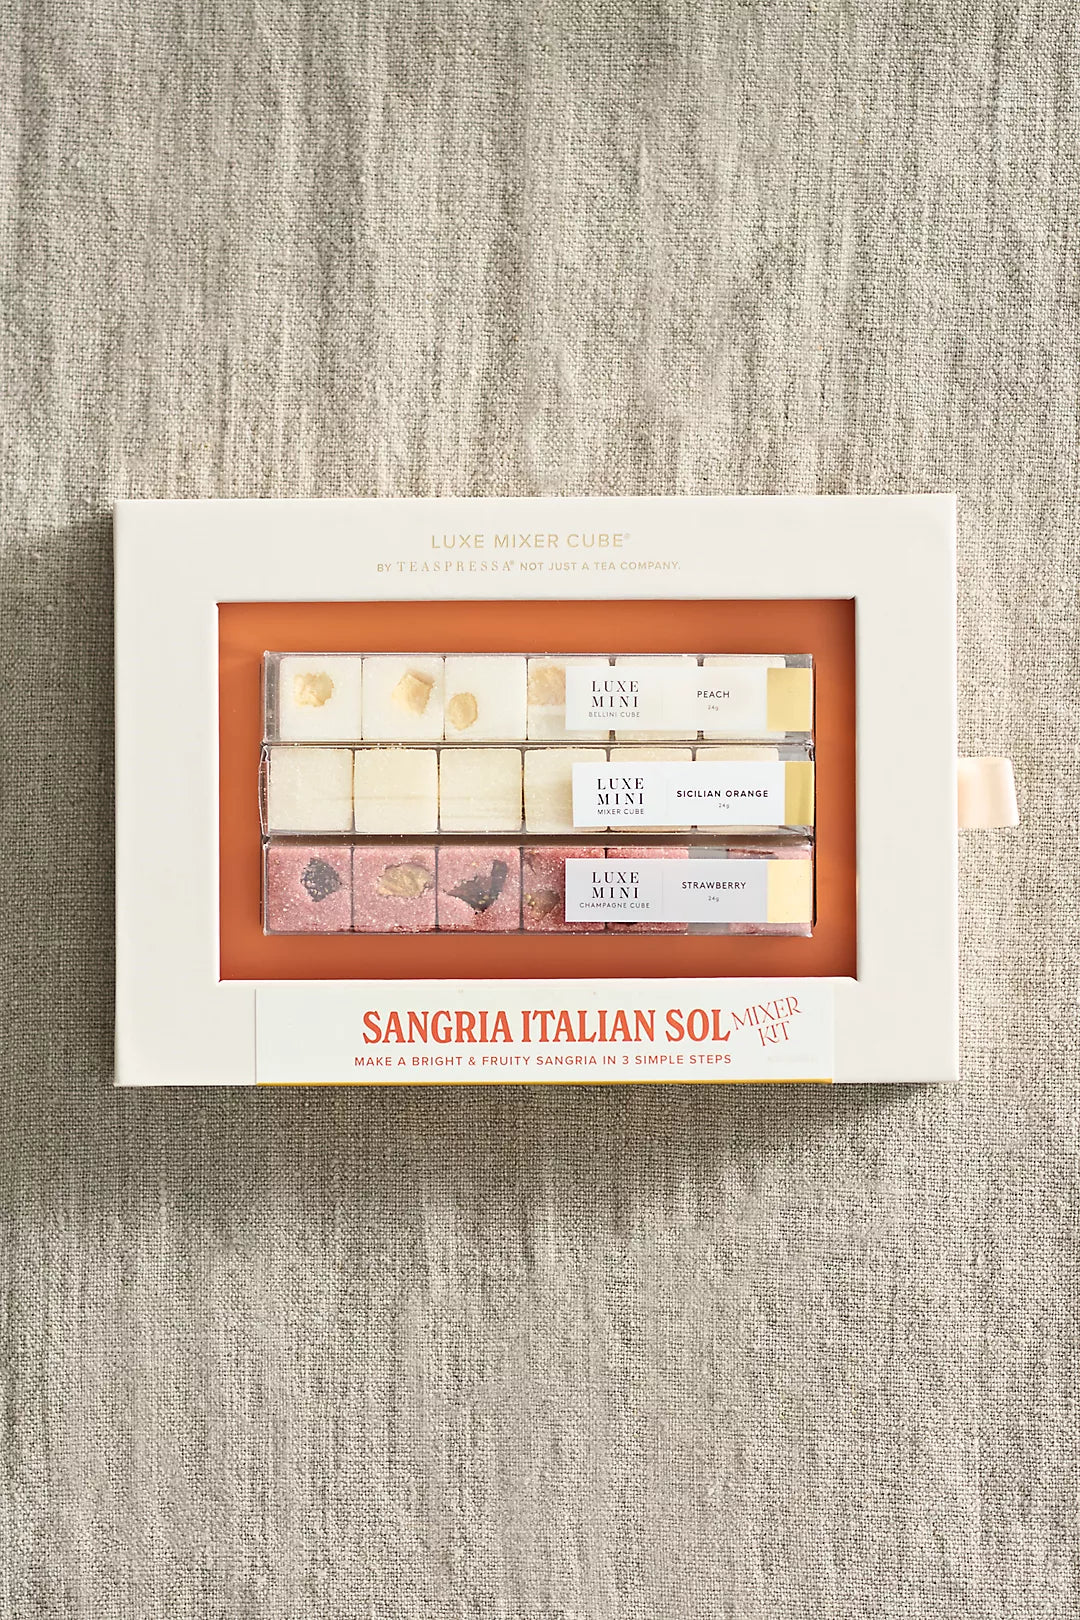 LUXE MIXER CUBE®
BY TEASPRESSA® NOT JUST A TEA COMPANY.
LUXE
MINI
BELLINI CUBE
PEACH
24g
LUXE
MINI
MIXER CUBE
SICILIAN ORANGE
24g
LUXE
MINI
CHAMPAGNE CUBE
STRAWBERRY
24g
SANGRIA ITALIAN SOL MIXER
KIT
MAKE A BRIGHT & FRUITY SANGRIA IN 3 SIMPLE STEPS